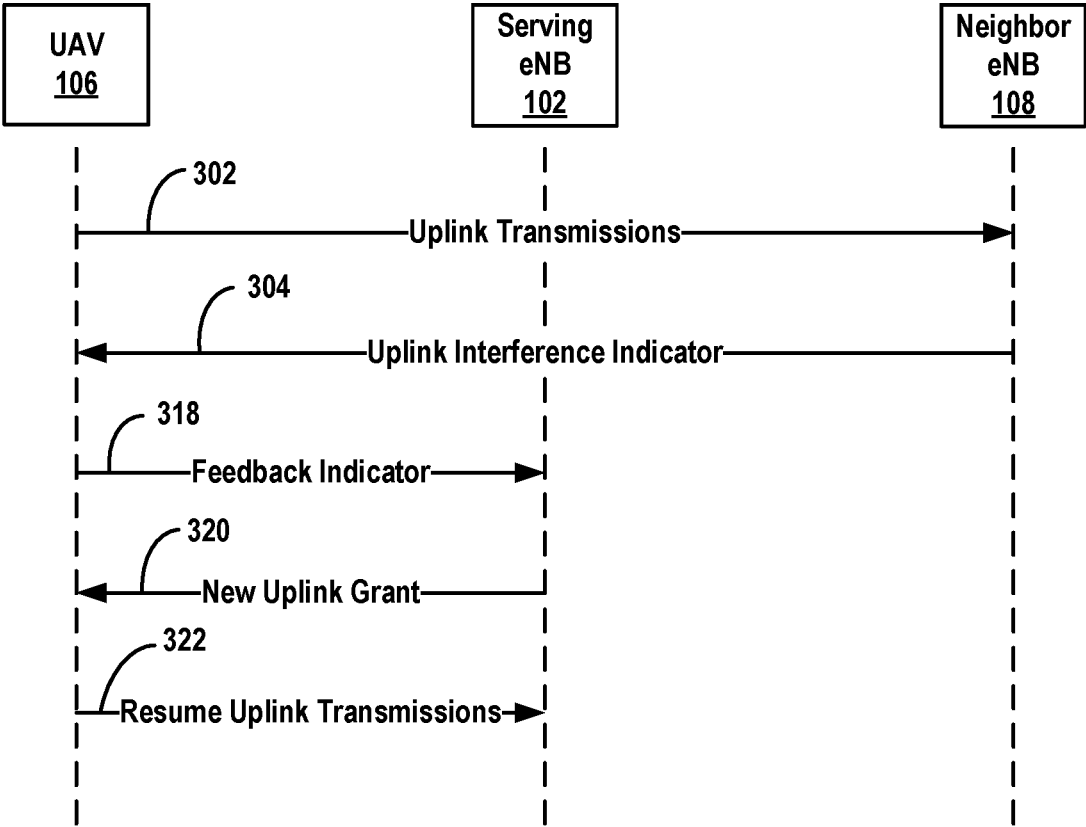 UAV
106
Serving
eNB
102
Neighbor
eNB
108
302
Uplink Transmissions
304
Uplink Interference Indicator
318
Feedback Indicator
320
New Uplink Grant
322
Resume Uplink Transmissions